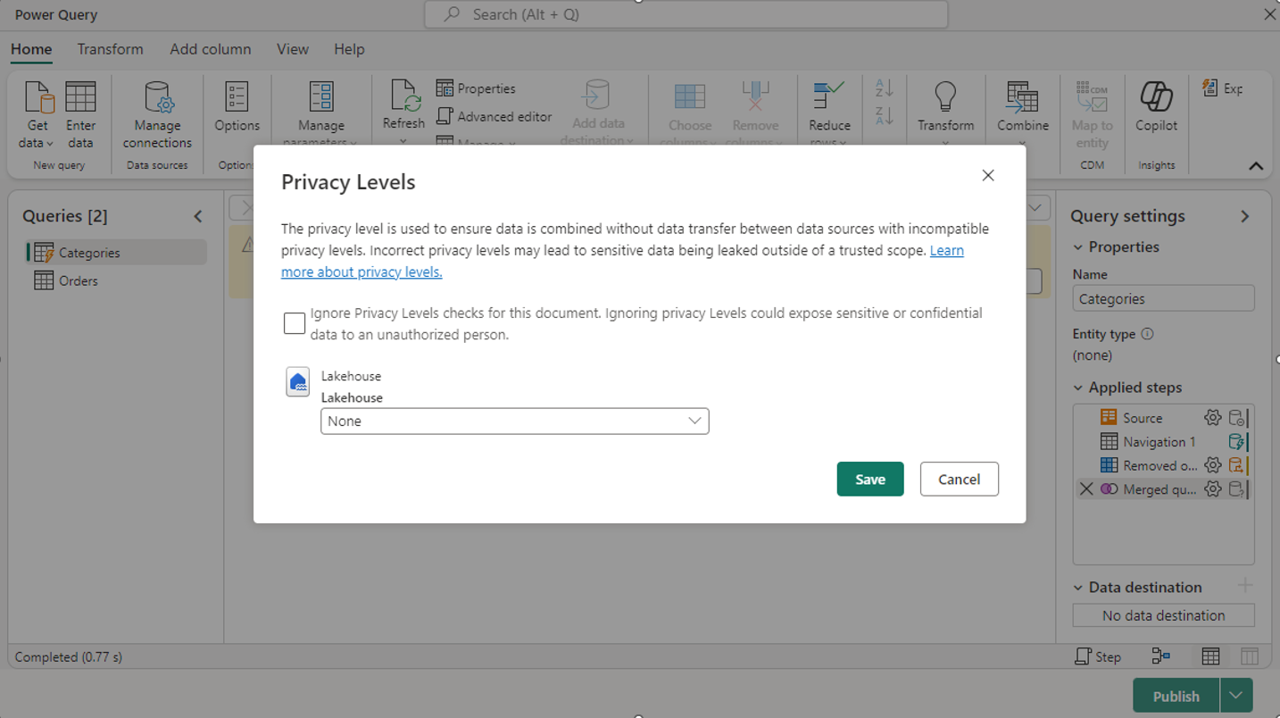 Power Query
Search (Alt + Q)
Home
Transform
Add column
View
Help
Get
data
Enter
data
New query
Manage
connections
Data sources
Options
Manage
parameters
Refresh
Properties
Advanced editor
Manage
Add data
destination
Choose
columns
Remove
columns
Reduce
rows
A
Z
Z
A
Transform
Combine
CDM
Map to
entity
CDM
Copilot
Insights
Exp
Queries [2]
Categories
Orders
Privacy Levels
The privacy level is used to ensure data is combined without data transfer between data sources with incompatible
privacy levels. Incorrect privacy levels may lead to sensitive data being leaked outside of a trusted scope. Learn
more about privacy levels.
Ignore Privacy Levels checks for this document. Ignoring privacy Levels could expose sensitive or confidential
data to an unauthorized person.
Lakehouse
Lakehouse
None
Save
Cancel
Query settings
Properties
Name
Categories
Entity type
(none)
Applied steps
Source
Navigation 1
Removed o...
Merged qu...
Data destination
No data destination
Completed (0.77 s)
Step
Publish